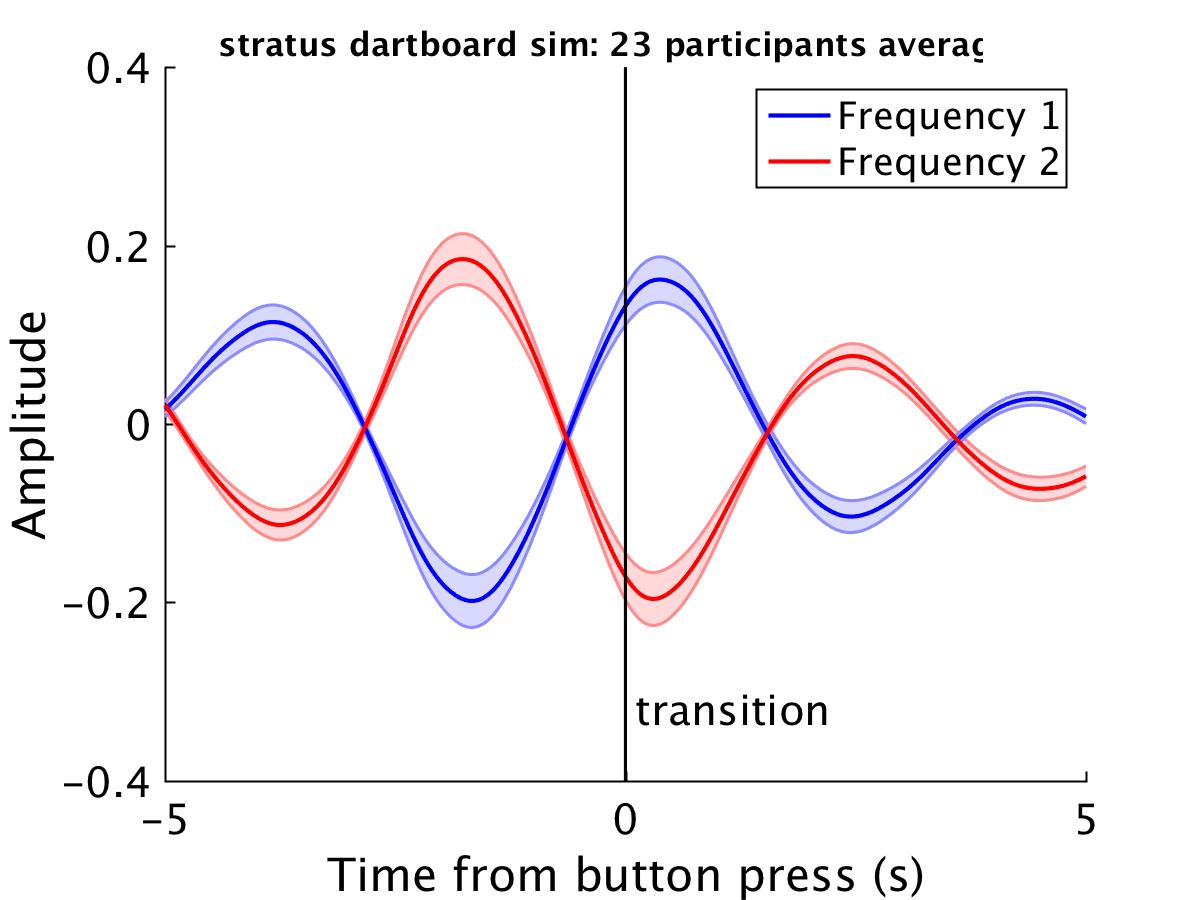 stratus dartboard sim: 23 participants averag
0.4
0.2
0
−0.2
−0.4
Amplitude
Frequency 1
Frequency 2
transition
−5
0
5
Time from button press (s)